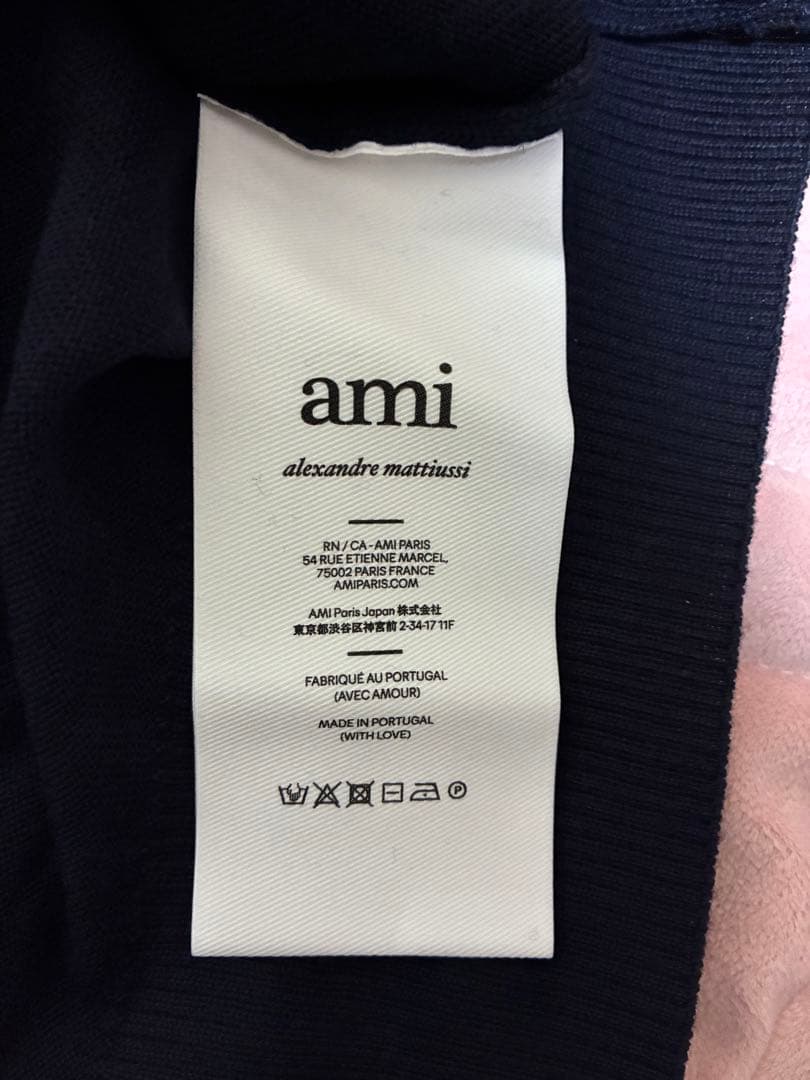 ami
alexandre mattiussi
RN / CA - AMI PARIS
54 RUE ETIENNE MARCEL,
75002 PARIS FRANCE
AMIPARIS.COM
AMI Paris Japan 株式会社
東京都渋谷区神宮前 2-34-17 11F
FABRIQUÉ AU PORTUGAL
(AVEC AMOUR)
MADE IN PORTUGAL
(WITH LOVE)
P